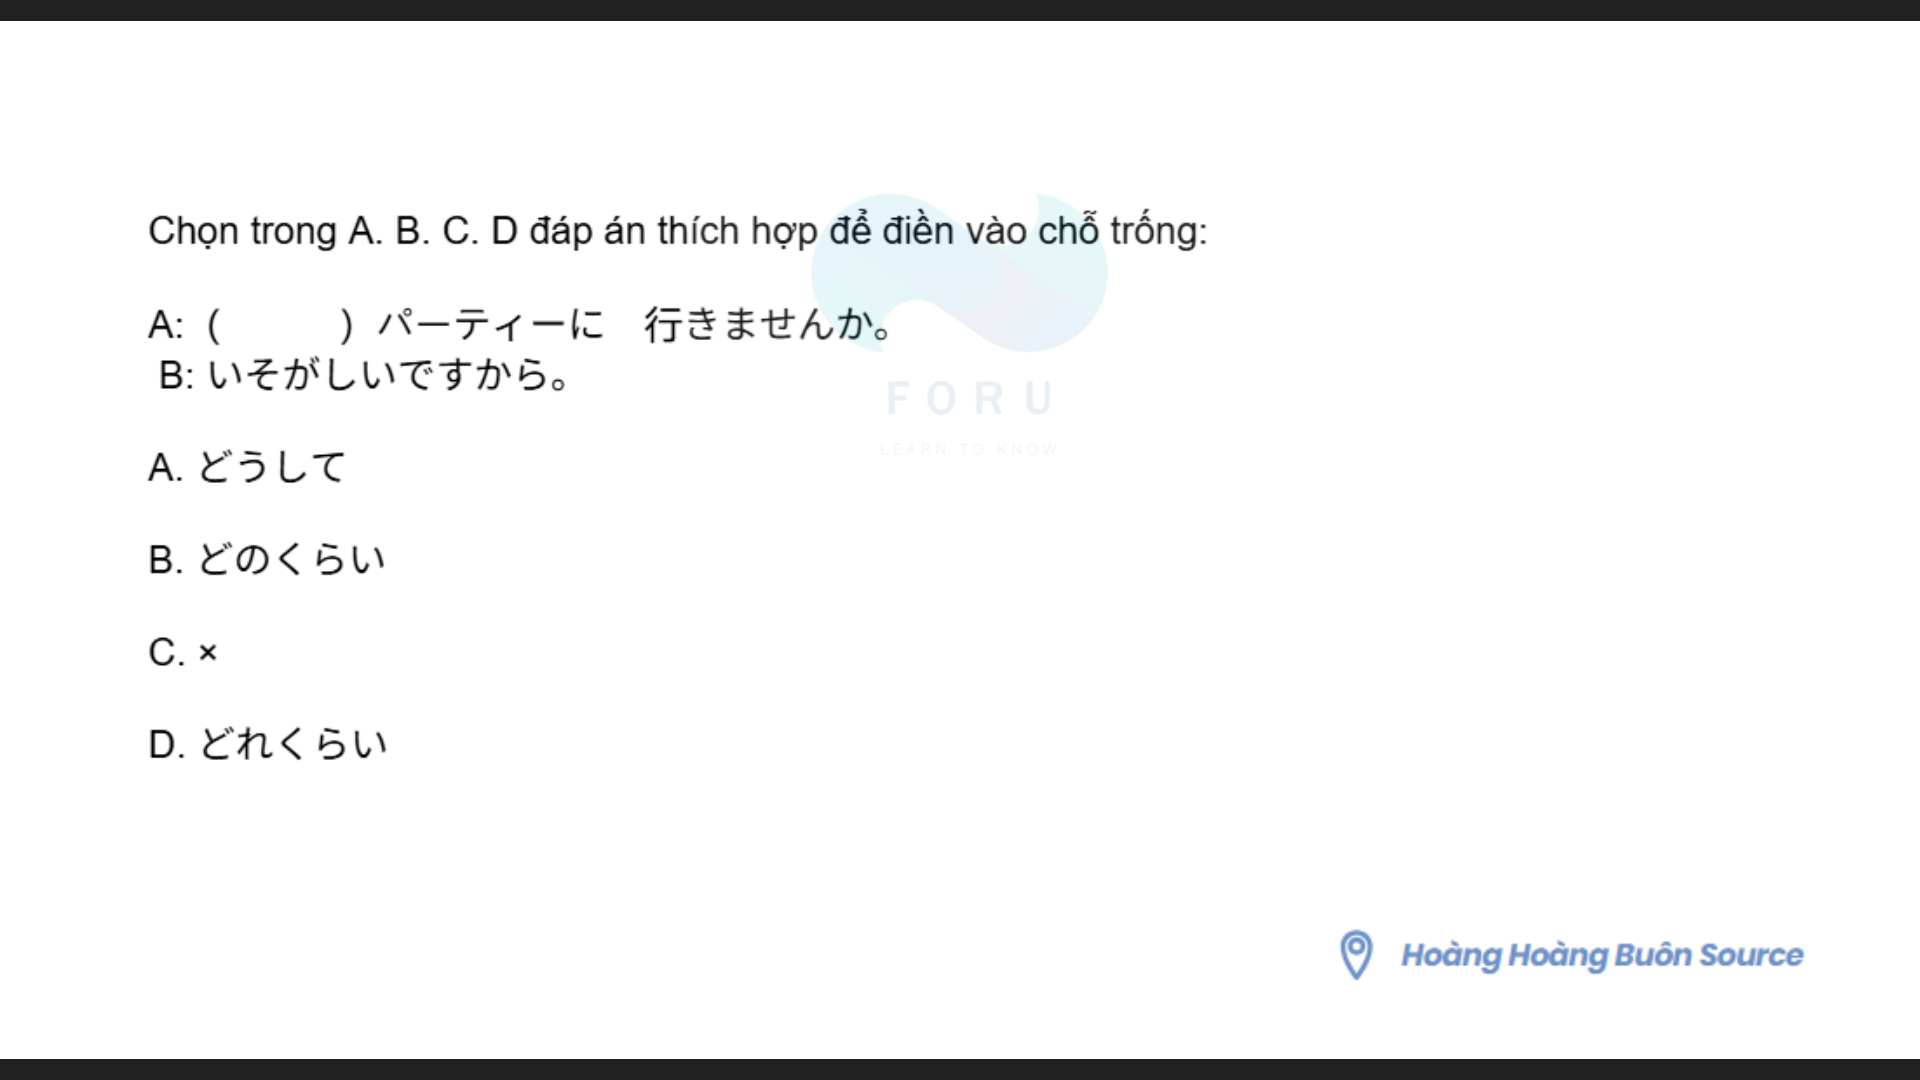 Chọn trong A. B. C. D đáp án thích hợp để điền vào chỗ trống:
A: (　　　) パーティーに　行きませんか。
B: いそがしいですから。
FORU
LEARN TO KNOW
A. どうして
B. どのくらい
C. ×
D. どれくらい
Hoàng Hoàng Buôn Source